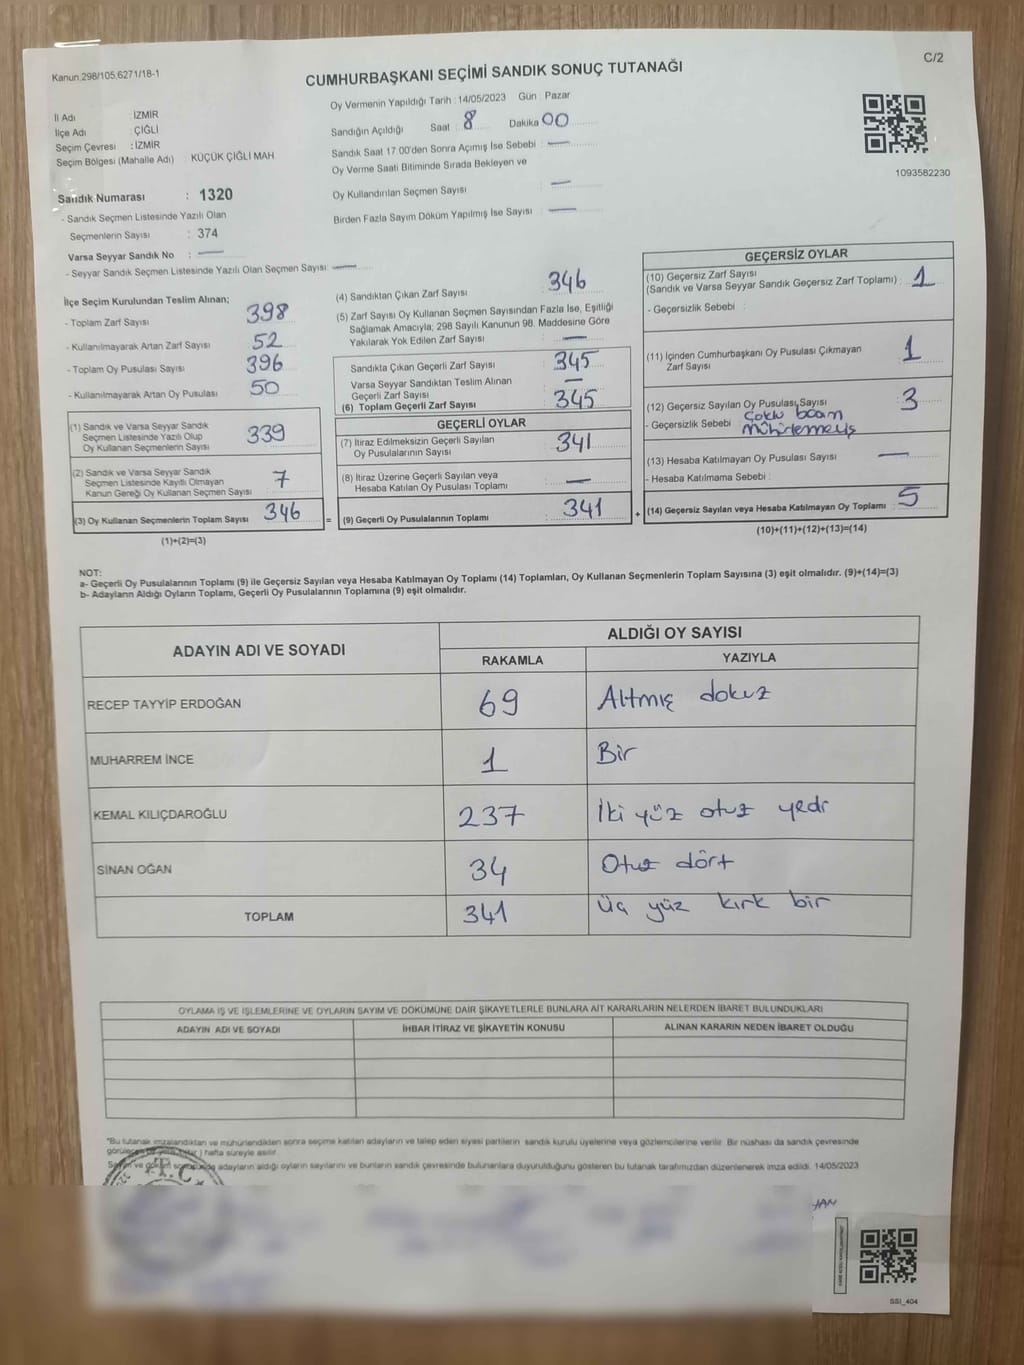 Kanun.298/105,6271/18-1
C/2
CUMHURBAŞKANI SEÇİMİ SANDIK SONUÇ TUTANAĞI
Oy Vermenin Yapıldığı Tarih : 14/05/2023 Gün : Pazar
İl Adı İZMİR
İlçe Adı : ÇİĞLİ
Seçim Çevresi : İZMİR
Seçim Bölgesi (Mahalle Adı) : KÜÇÜK ÇİĞLİ MAH
Sandığın Açıldığı Saat : 8 Dakika 00
Sandık Saat 17.00'den Sonra Açımış İse Sebebi : —
Oy Verme Saati Bitiminde Sırada Bekleyen ve
Oy Kullandırılan Seçmen Sayısı : —
Birden Fazla Sayım Döküm Yapılmış İse Sayısı : —
1093582230
Sandık Numarası : 1320
- Sandık Seçmen Listesinde Yazılı Olan
Seçmenlerin Sayısı : 374
Varsa Seyyar Sandık No : —
- Seyyar Sandık Seçmen Listesinde Yazılı Olan Seçmen Sayısı: —
İlçe Seçim Kurulundan Teslim Alınan;
- Toplam Zarf Sayısı 398
- Kullanılmayarak Artan Zarf Sayısı 52
- Toplam Oy Pusulası Sayısı 396
- Kullanılmayarak Artan Oy Pusulası 50
(1) Sandık ve Varsa Seyyar Sandık
Seçmen Listesinde Yazılı Olup
Oy Kullanan Seçmenlerin Sayısı 339
(2) Sandık ve Varsa Seyyar Sandık
Seçmen Listesinde Kayıtlı Olmayan
Kanun Gereği Oy Kullanan Seçmen Sayısı 7
(3) Oy Kullanan Seçmenlerin Toplam Sayısı 346
(1)+(2)=(3)
(4) Sandıktan Çıkan Zarf Sayısı 346
(5) Zarf Sayısı Oy Kullanan Seçmen Sayısından Fazla İse, Eşitliği
Sağlamak Amacıyla; 298 Sayılı Kanunun 98. Maddesine Göre
Yakılarak Yok Edilen Zarf Sayısı : —
Sandıkta Çıkan Geçerli Zarf Sayısı : 345
Varsa Seyyar Sandıktan Teslim Alınan
Geçerli Zarf Sayısı —
(6) Toplam Geçerli Zarf Sayısı : 345
GEÇERLİ OYLAR
(7) İtiraz Edilmeksizin Geçerli Sayılan
Oy Pusulalarının Sayısı : 341
(8) İtiraz Üzerine Geçerli Sayılan veya
Hesaba Katılan Oy Pusulası Toplamı : —
= (9) Geçerli Oy Pusulalarının Toplamı : 341 +
GEÇERSİZ OYLAR
(10) Geçersiz Zarf Sayısı
(Sandık ve Varsa Seyyar Sandık Geçersiz Zarf Toplamı) : 1
- Geçersizlik Sebebi :
(11) İçinden Cumhurbaşkanı Oy Pusulası Çıkmayan
Zarf Sayısı 1
(12) Geçersiz Sayılan Oy Pusulası Sayısı 3
- Geçersizlik Sebebi
(13) Hesaba Katılmayan Oy Pusulası Sayısı : —
- Hesaba Katılmama Sebebi :
(14) Geçersiz Sayılan veya Hesaba Katılmayan Oy Toplamı : 5
(10)+(11)+(12)+(13)=(14)
NOT:
a- Geçerli Oy Pusulalarının Toplamı (9) ile Geçersiz Sayılan veya Hesaba Katılmayan Oy Toplamı (14) Toplamları, Oy Kullanan Seçmenlerin Toplam Sayısına (3) eşit olmalıdır. (9)+(14)=(3)
b- Adayların Aldığı Oyların Toplamı, Geçerli Oy Pusulalarının Toplamına (9) eşit olmalıdır.
ADAYIN ADI VE SOYADI ALDIĞI OY SAYISI
RAKAMLA YAZIYLA
RECEP TAYYİP ERDOĞAN 69 Altmış dokuz
MUHARREM İNCE 1 Bir
KEMAL KILIÇDAROĞLU 237 İki yüz otuz yedi
SİNAN OĞAN 34 Otuz dört
TOPLAM 341 Üç yüz kırk bir
OYLAMA İŞ VE İŞLEMLERİNE VE OYLARIN SAYIM VE DÖKÜMÜNE DAİR ŞİKAYETLERLE BUNLARA AİT KARARLARIN NELERDEN İBARET BULUNDUKLARI
ADAYIN ADI VE SOYADI İHBAR İTİRAZ VE ŞİKAYETİN KONUSU ALINAN KARARIN NEDEN İBARET OLDUĞU
*Bu tutanak imzalandıktan ve mühürlendikten sonra seçime katılan adayların ve talep eden siyasi partilerin sandık kurulu üyelerine veya gözlemcilerine verilir. Bir nüshası da sandık çevresinde
) hafta süreyle asılır.
adayların aldığı oyların sayılarını ve bunların sandık çevresinde bulunanlara duyurulduğunu gösteren bu tutanak tarafımızdan düzenlenerek imza edildi. 14/05/2023
T.C
SSI_404